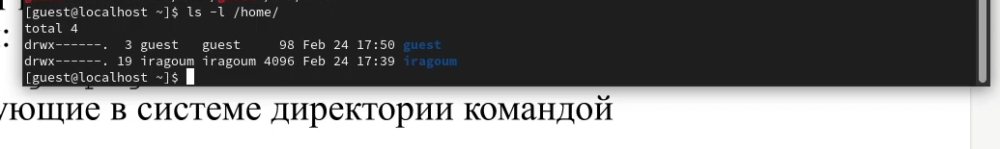 [guest@localhost ~]$ ls -l /home/
total 4
drwx------. 3 guest guest 98 Feb 24 17:50 guest
drwx------. 19 iragoum iragoum 4096 Feb 24 17:39 iragoum
[guest@localhost ~]$
ующие в системе директории командой